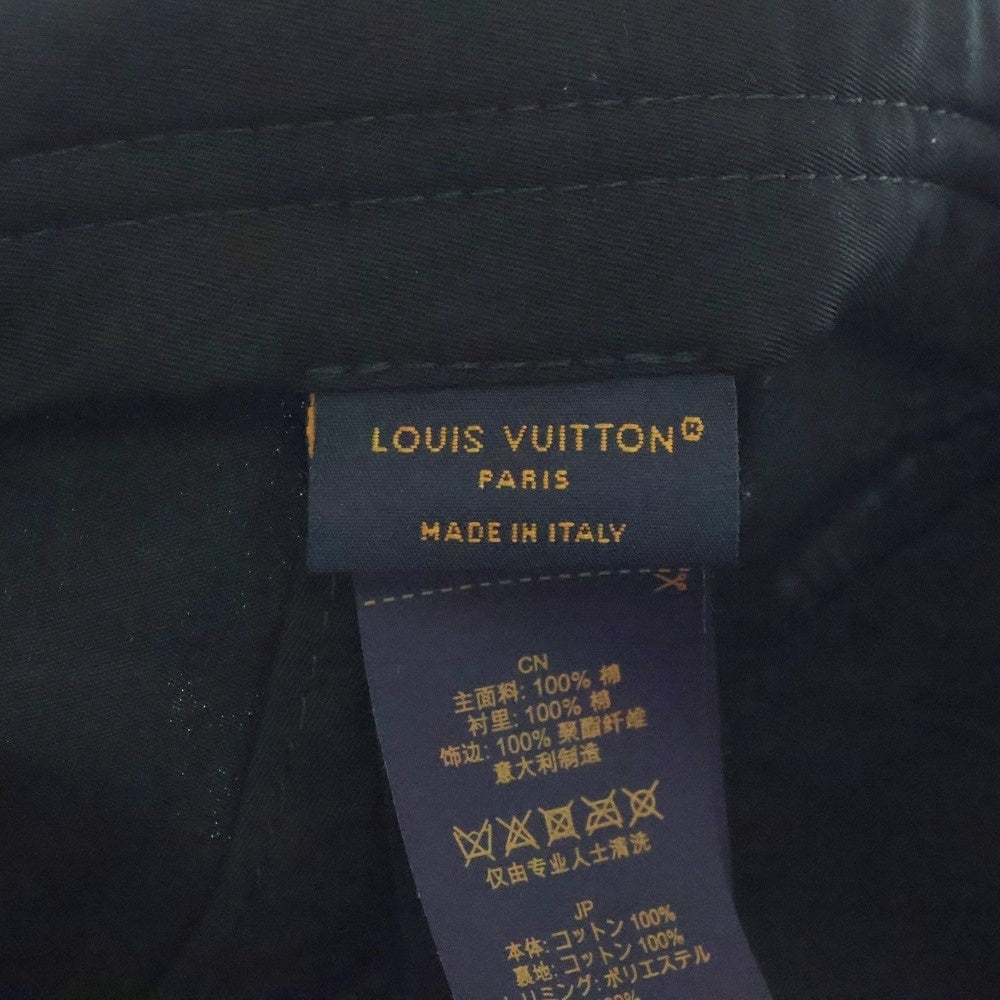 LOUIS VUITTON®
PARIS
MADE IN ITALY
CN
主面料: 100% 棉
衬里: 100% 棉
饰边: 100% 聚酯纤维
意大利制造
仅由专业人士清洗
JP
本体: コットン 100%
裏地: コットン 100%
トリミング: ポリエステル